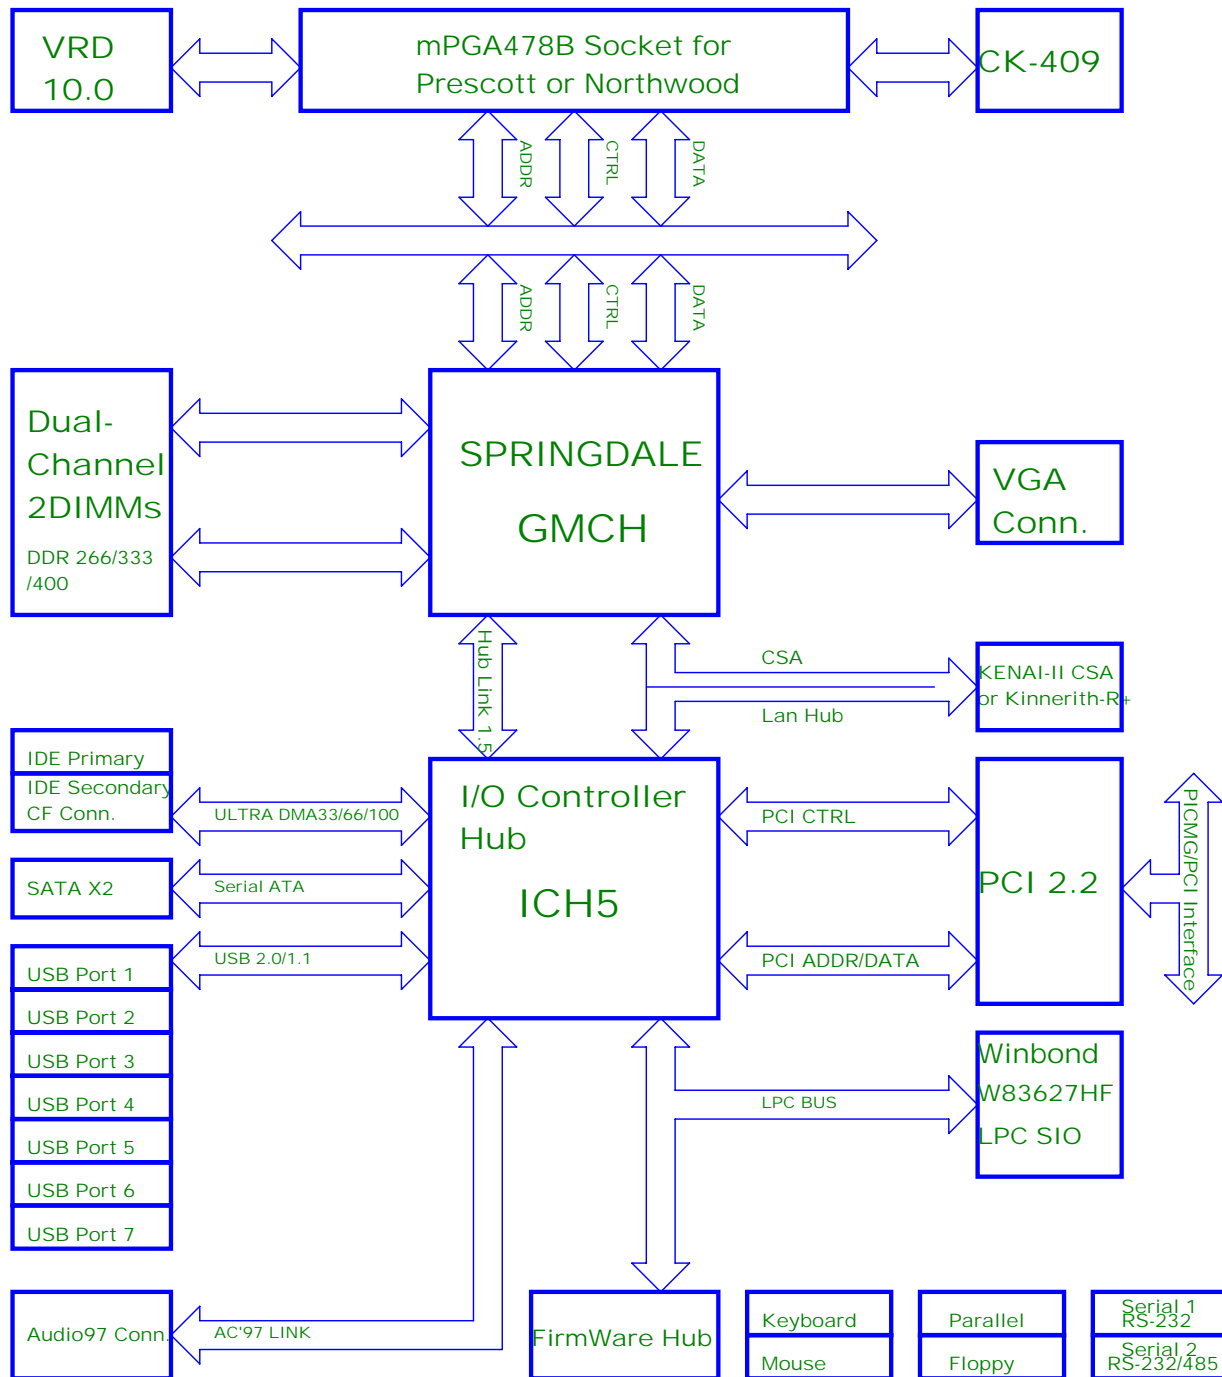 VRD
10.0
mPGA478B Socket for
Prescott or Northwood
CK-409
ADDR
CTRL
DATA
ADDR
CTRL
DATA
Dual-
Channel
2DIMMs
DDR 266/333
/400
SPRINGDALE
GMCH
VGA
Conn.
Hub Link 1.5
CSA
Lan Hub
KENAI-II CSA
or Kinnerith-R+
IDE Primary
IDE Secondary
CF Conn.
ULTRA DMA33/66/100
I/O Controller
Hub
ICH5
PCI CTRL
PCI 2.2
PICMG/PCI Interface
SATA X2
Serial ATA
USB 2.0/1.1
PCI ADDR/DATA
USB Port 1
USB Port 2
USB Port 3
USB Port 4
USB Port 5
USB Port 6
USB Port 7
LPC BUS
Winbond
W83627HF
LPC SIO
Audio97 Conn.
AC'97 LINK
FirmWare Hub
Keyboard
Mouse
Parallel
Floppy
Serial 1
RS-232
Serial 2
RS-232/485